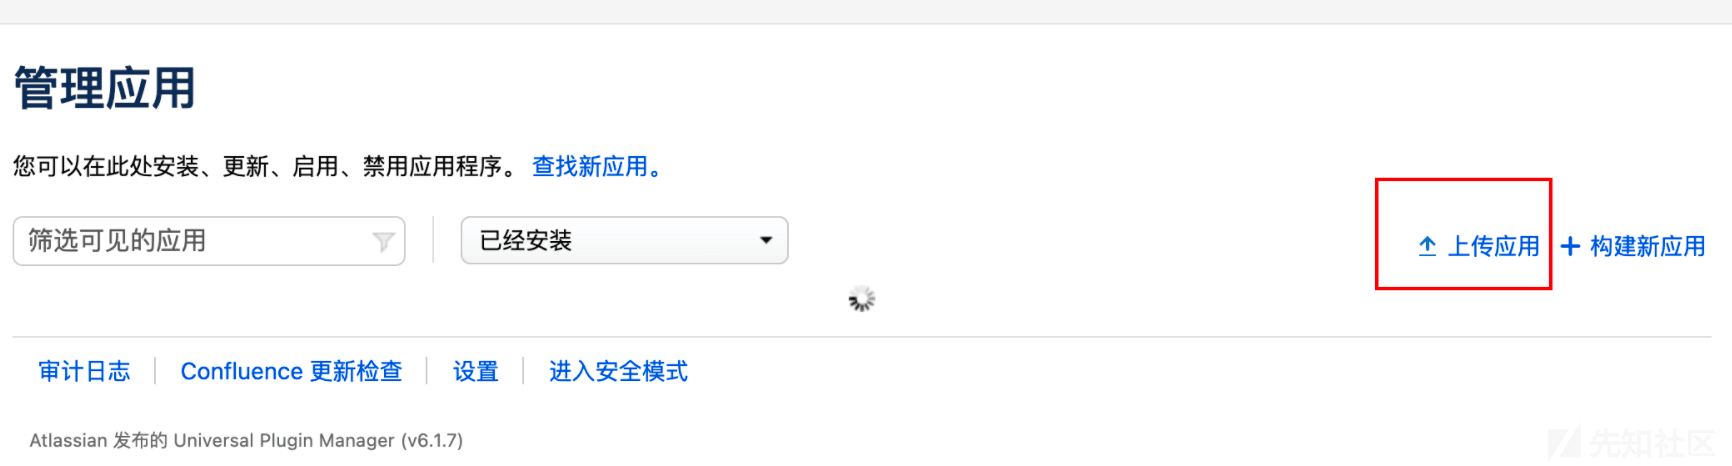 管理应用
您可以在此处安装、更新、启用、禁用应用程序。 查找新应用。
筛选可见的应用 已经安装 上传应用 构建新应用
审计日志 Confluence 更新检查 设置 进入安全模式
Atlassian 发布的 Universal Plugin Manager (v6.1.7)
先知社区